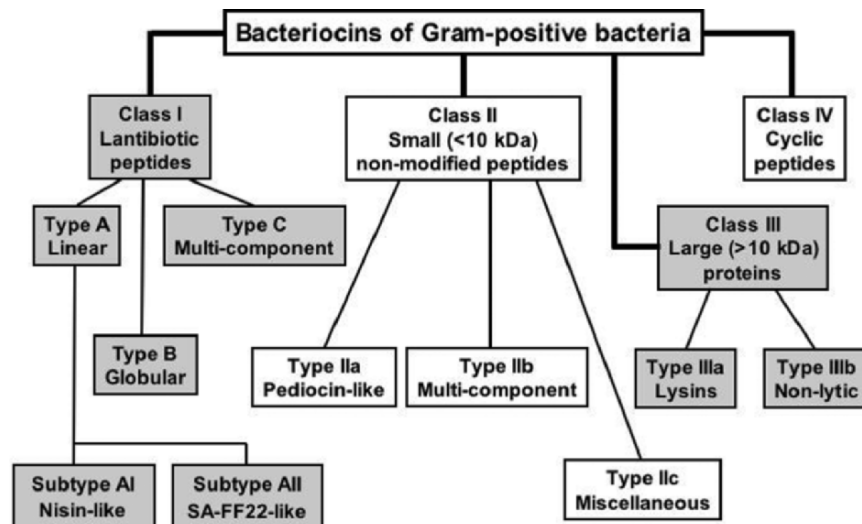 Bacteriocins of Gram-positive bacteria
Class I
Lantibiotic
peptides
Class II
Small (<10 kDa)
non-modified peptides
Class IV
Cyclic
peptides
Type A
Linear
Type C
Multi-component
Class III
Large (>10 kDa)
proteins
Type B
Globular
Type IIa
Pediocin-like
Type IIb
Multi-component
Type IIIa
Lysins
Type IIIb
Non-lytic
Subtype AI
Nisin-like
Subtype AII
SA-FF22-like
Type IIc
Miscellaneous